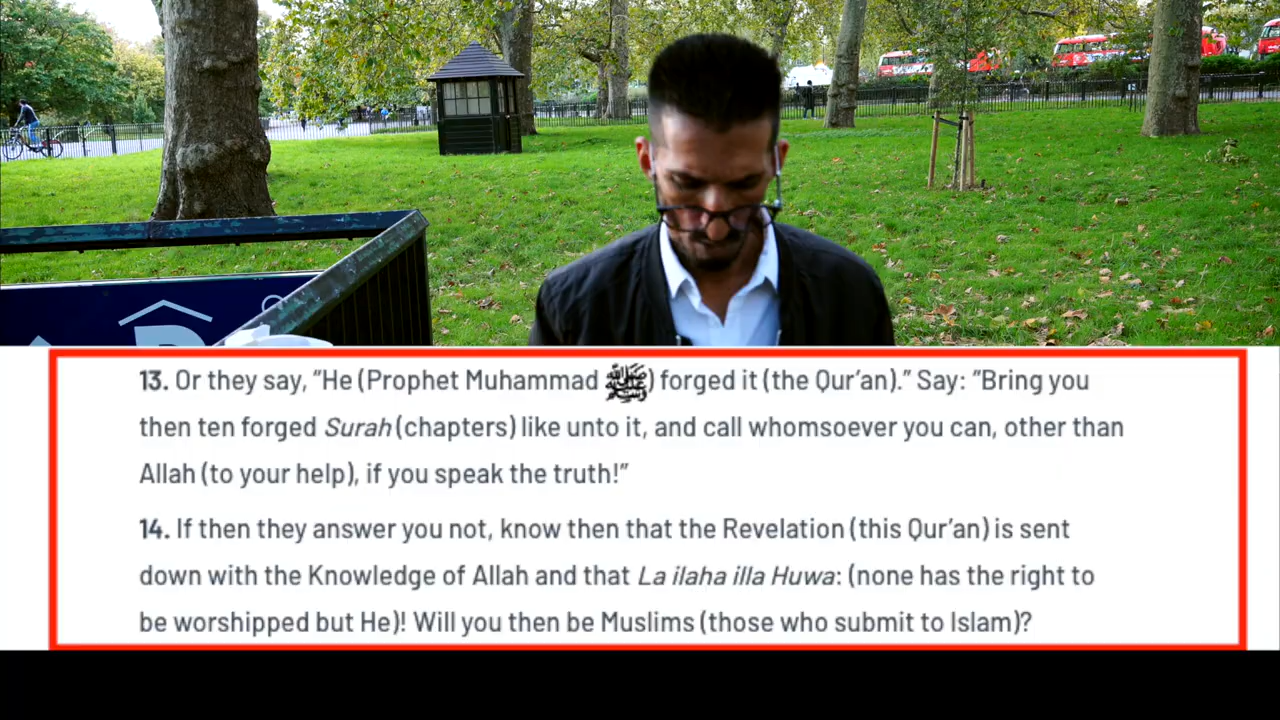 13. Or they say, “He (Prophet Muhammad ﷺ) forged it (the Qur’an).” Say: “Bring you
then ten forged Surah (chapters) like unto it, and call whomsoever you can, other than
Allah (to your help), if you speak the truth!”
14. If then they answer you not, know then that the Revelation (this Qur’an) is sent
down with the Knowledge of Allah and that La ilaha illa Huwa: (none has the right to
be worshipped but He)! Will you then be Muslims (those who submit to Islam)?